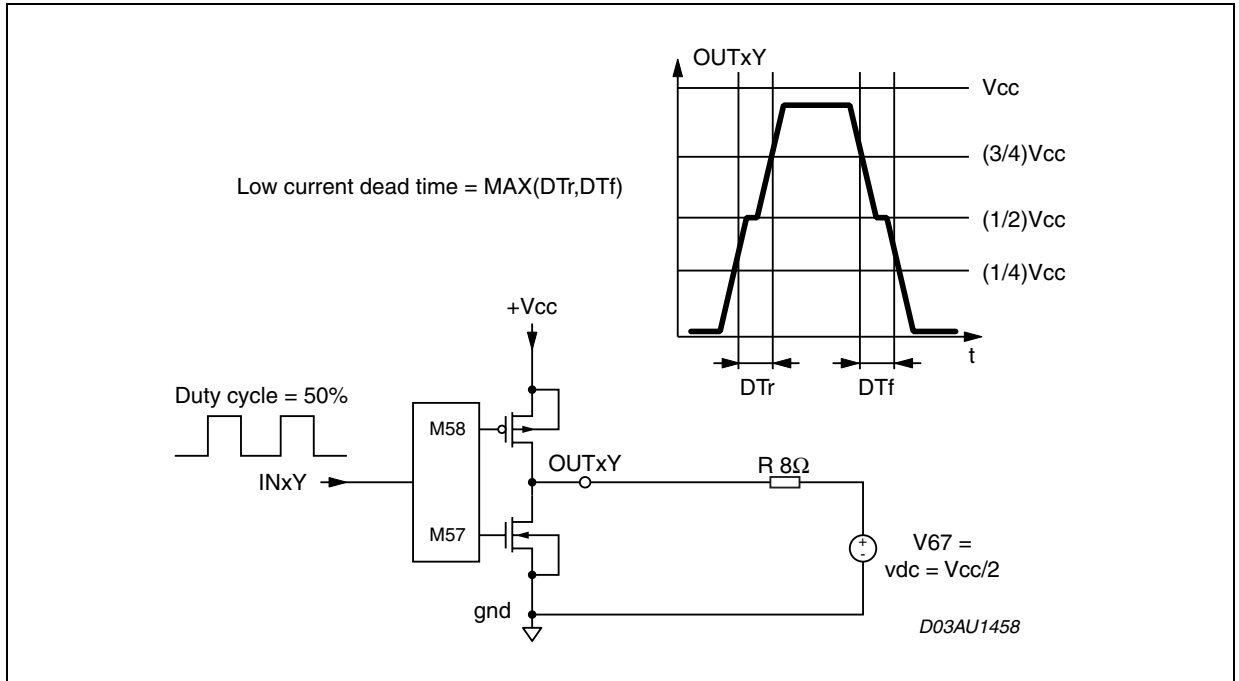 OUTxY
Vcc
(3/4)Vcc
Low current dead time = MAX(DTr,DTf)
(1/2)Vcc
(1/4)Vcc
+Vcc
t
DTr
DTf
Duty cycle = 50%
M58
OUTxY
R 8Ω
INxY
M57
+
-
V67 =
vdc = Vcc/2
gnd
D03AU1458